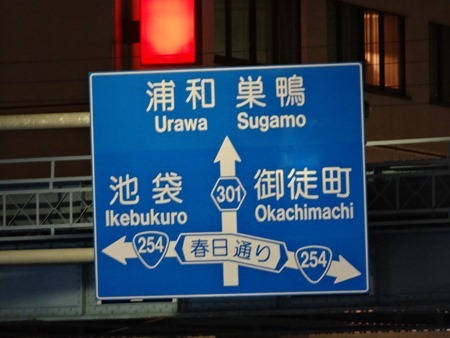 浦和 巣鴨
Urawa Sugamo
池袋
Ikebukuro
301
御徒町
Okachimachi
254
春日通り
254